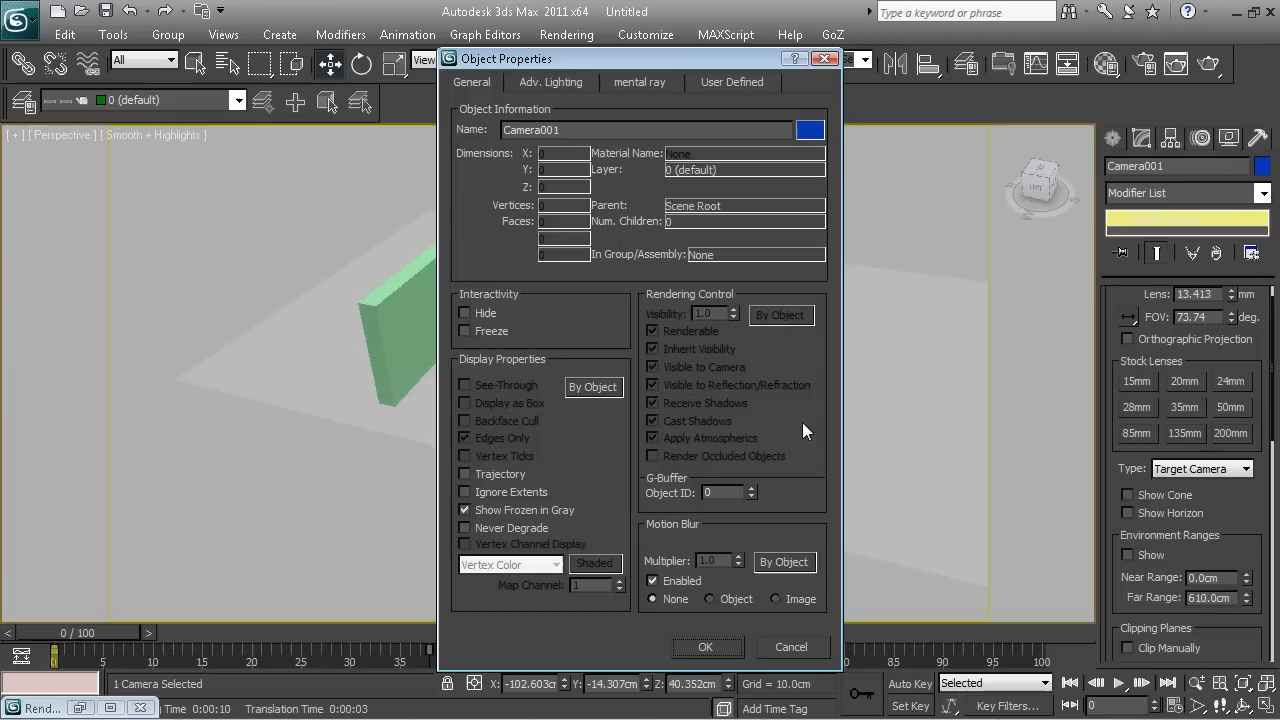 Autodesk 3ds Max 2011 x64 Untitled
Type a keyword or phrase
Edit Tools Group Views Create Modifiers Animation Graph Editors Rendering Customize MAXScript Help GoZ
All
View
Object Properties
0 (default)
General Adv. Lighting mental ray User Defined
[ + ] [ Perspective ] [ Smooth + Highlights ]
Object Information
Name: Camera001
Dimensions: X: 0 Material Name: None
Y: 0 Layer: 0 (default)
Z: 0
Vertices: 0 Parent: Scene Root
Faces: 0 Num. Children: 0
0
0 In Group/Assembly: None
Interactivity
Hide
Freeze
Display Properties
See-Through By Object
Display as Box
Backface Cull
Edges Only
Vertex Ticks
Trajectory
Ignore Extents
Show Frozen in Gray
Never Degrade
Vertex Channel Display
Vertex Color Shaded
Map Channel: 1
Rendering Control
Visibility: 1.0 By Object
Renderable
Inherit Visibility
Visible to Camera
Visible to Reflection/Refraction
Receive Shadows
Cast Shadows
Apply Atmospherics
Render Occluded Objects
G-Buffer
Object ID: 0
Motion Blur
Multiplier: 1.0 By Object
Enabled
None Object Image
OK Cancel
LEFT
Camera001
Modifier List
Lens: 13.413 mm
FOV: 73.74 deg.
Orthographic Projection
Stock Lenses
15mm 20mm 24mm
28mm 35mm 50mm
85mm 135mm 200mm
Type: Target Camera
Show Cone
Show Horizon
Environment Ranges
Show
Near Range: 0.0cm
Far Range: 610.0cm
Clipping Planes
Clip Manually
< 0 / 100 >
0 5 10 15 20 25 30 35 80 85 90 95 100
1 Camera Selected X: -102.603c Y: -14.307cm Z: 40.352cm Grid = 10.0cm Auto Key Selected
Rend... Time 0:00:10 Translation Time 0:00:03 Add Time Tag Set Key Key Filters... 0